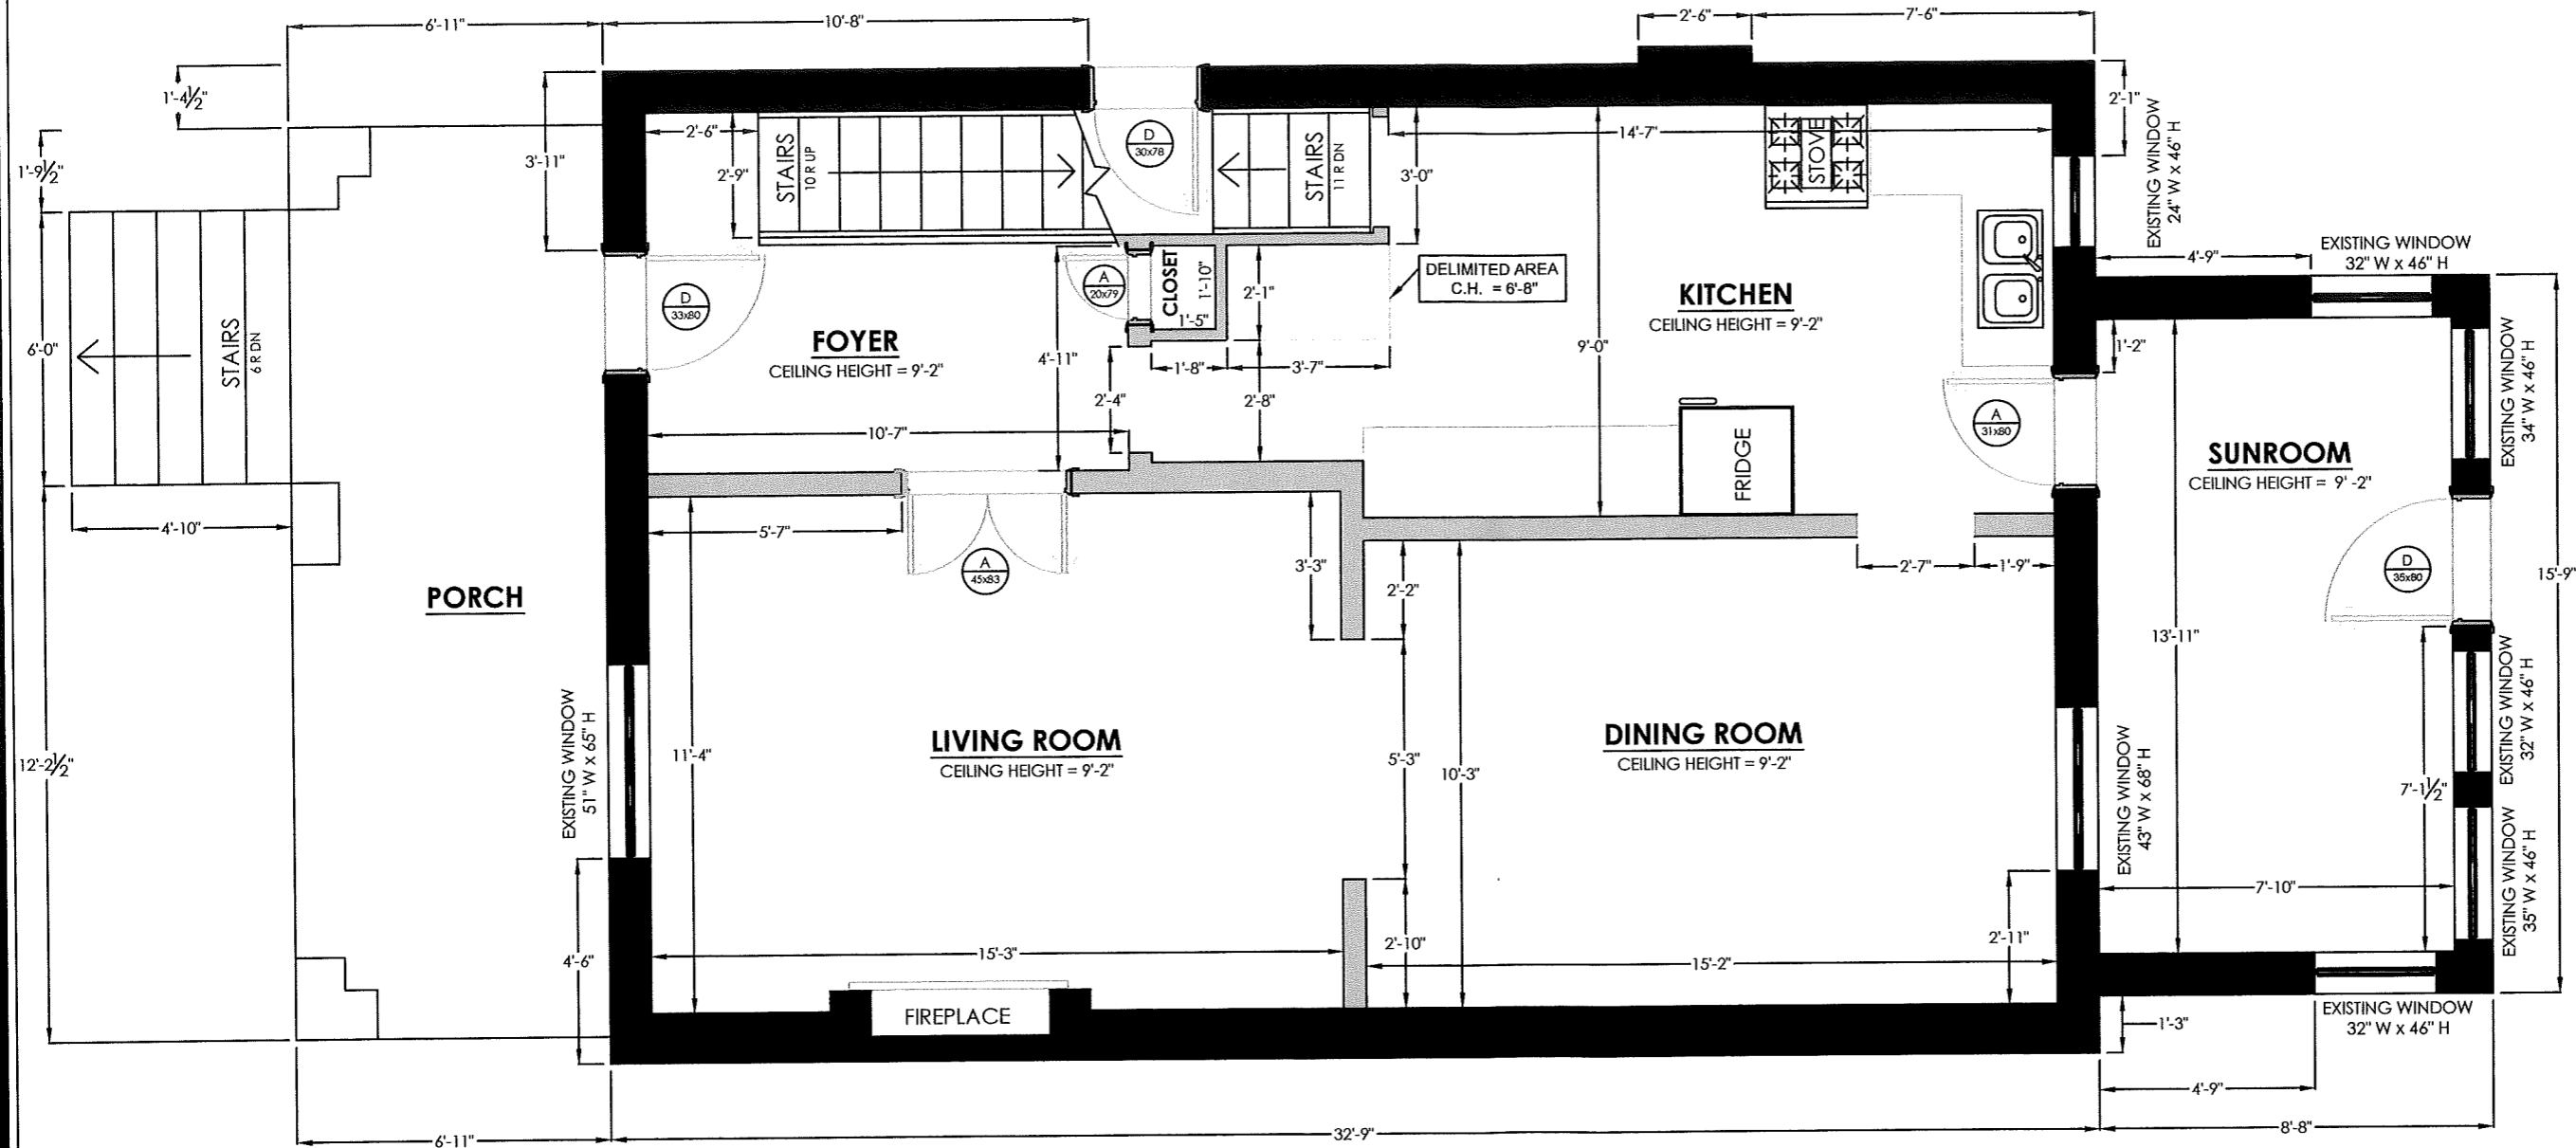 6'-11"
10'-8"
2'-6"
7'-6"
1'-4½"
1'-9½"
6'-0"
12'-2½"
STAIRS
6 R DN
4'-10"
PORCH
3'-11"
2'-6"
2'-9"
STAIRS
10 R UP
D
30x78
STAIRS
11 R DN
3'-0"
14'-7"
STOVE
2'-1"
EXISTING WINDOW
24" W x 46" H
D
33x80
FOYER
CEILING HEIGHT = 9'-2"
A
20x79
CLOSET
1'-10"
1'-5"
2'-1"
DELIMITED AREA
C.H. = 6'-8"
KITCHEN
CEILING HEIGHT = 9'-2"
4'-11"
1'-8"
3'-7"
2'-4"
2'-8"
9'-0"
10'-7"
FRIDGE
A
31x80
4'-9"
EXISTING WINDOW
32" W x 46" H
1'-2"
EXISTING WINDOW
34" W x 46" H
SUNROOM
CEILING HEIGHT = 9' -2"
5'-7"
A
45x83
3'-3"
2'-2"
2'-7"
1'-9"
D
35x80
15'-9"
13'-11"
EXISTING WINDOW
51" W x 65" H
11'-4"
LIVING ROOM
CEILING HEIGHT = 9'-2"
5'-3"
10'-3"
DINING ROOM
CEILING HEIGHT = 9'-2"
EXISTING WINDOW
43" W x 68" H
7'-1½"
EXISTING WINDOW
32" W x 46" H
EXISTING WINDOW
35" W x 46" H
7'-10"
4'-6"
15'-3"
2'-10"
15'-2"
2'-11"
FIREPLACE
1'-3"
EXISTING WINDOW
32" W x 46" H
4'-9"
6'-11"
32'-9"
8'-8"